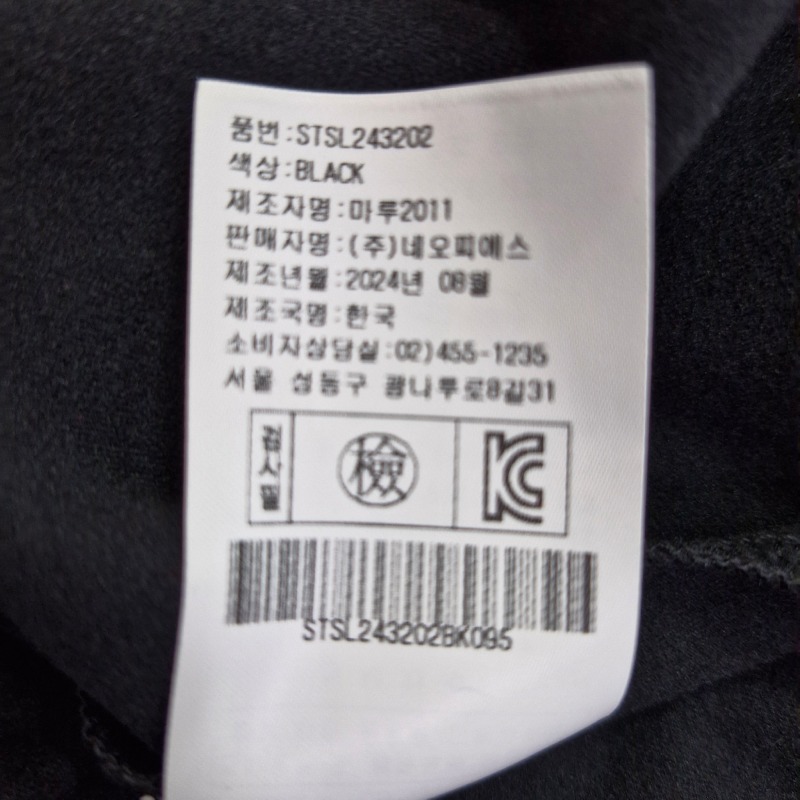 품번:STSL243202
색상:BLACK
제조자명:마루2011
판매자명:(주)네오피에스
제조년월:2024년 08월
제조국명:한국
소비자상담실:02)455-1235
서울 성동구 광나루로8길31
검사필
檢
KC
STSL243202BK095